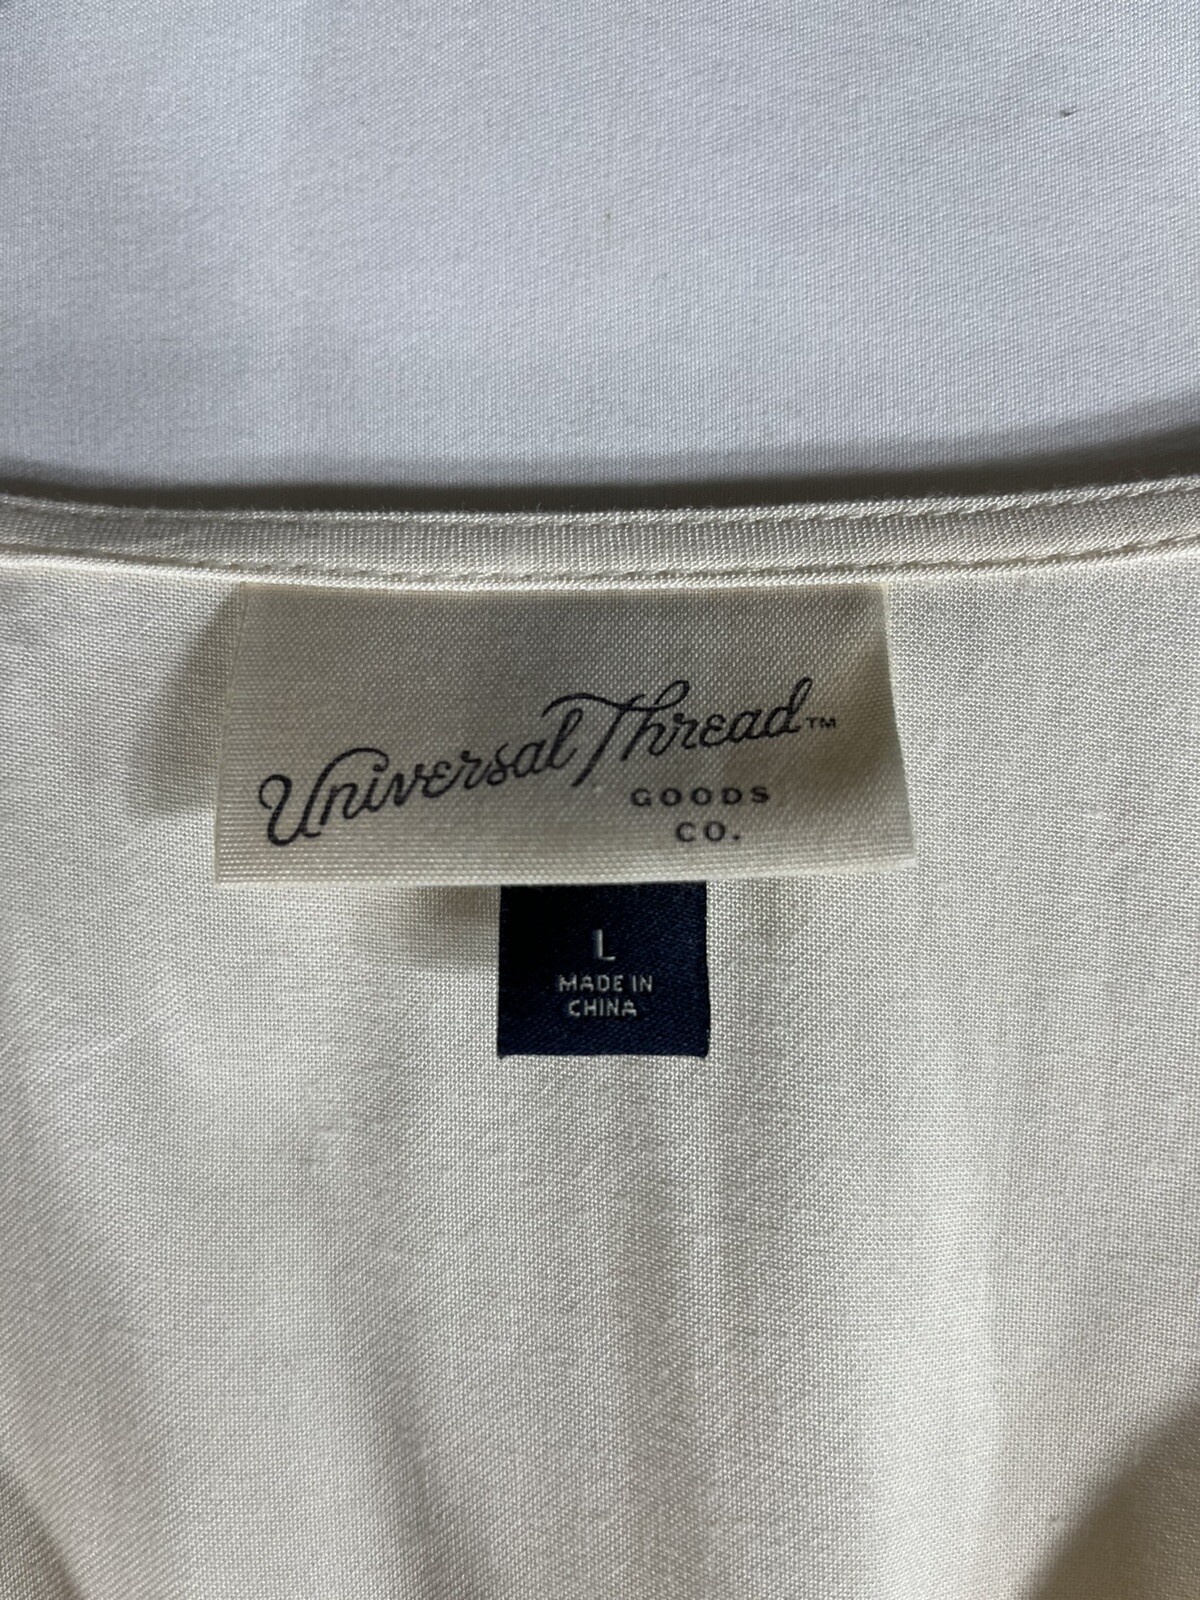 Universal Thread™
GOODS
CO.
L
MADE IN
CHINA